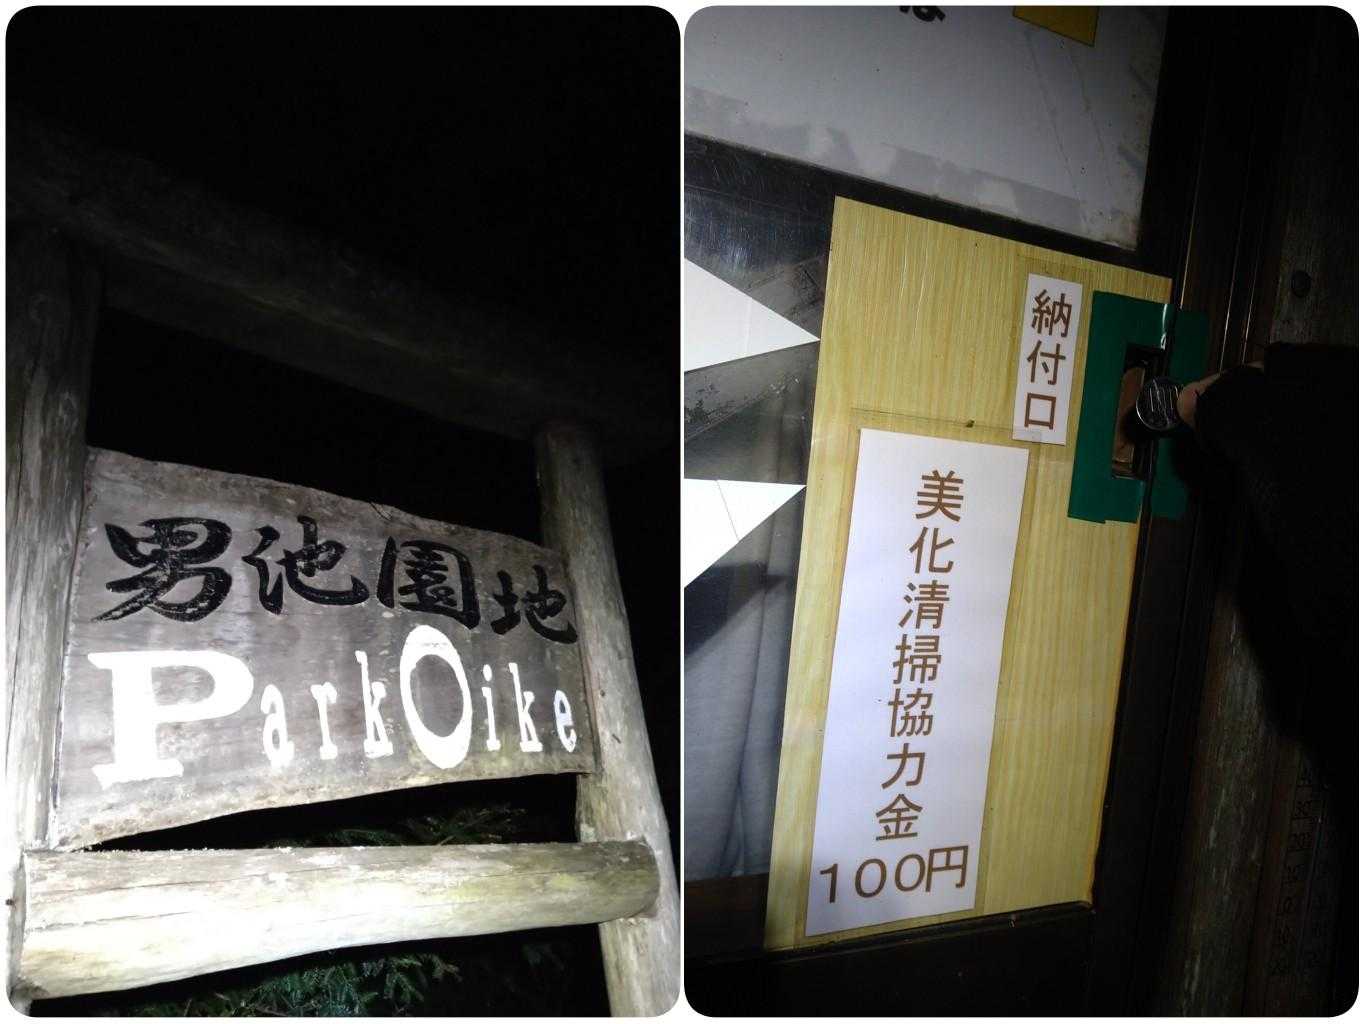 男池園地
ParkOike
納付口
美化清掃協力金
100円